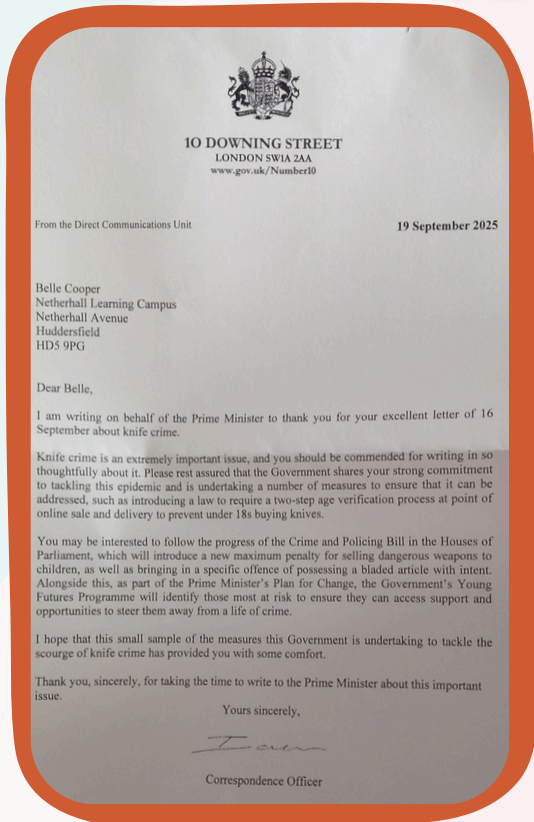 10 DOWNING STREET
LONDON SW1A 2AA
www.gov.uk/Number10
From the Direct Communications Unit
19 September 2025
Belle Cooper
Netherhall Learning Campus
Netherhall Avenue
Huddersfield
HD5 9PG
Dear Belle,
I am writing on behalf of the Prime Minister to thank you for your excellent letter of 16
September about knife crime.
Knife crime is an extremely important issue, and you should be commended for writing in so
thoughtfully about it. Please rest assured that the Government shares your strong commitment
to tackling this epidemic and is undertaking a number of measures to ensure that it can be
addressed, such as introducing a law to require a two-step age verification process at point of
online sale and delivery to prevent under 18s buying knives.
You may be interested to follow the progress of the Crime and Policing Bill in the Houses of
Parliament, which will introduce a new maximum penalty for selling dangerous weapons to
children, as well as bringing in a specific offence of possessing a bladed article with intent.
Alongside this, as part of the Prime Minister's Plan for Change, the Government's Young
Futures Programme will identify those most at risk to ensure they can access support and
opportunities to steer them away from a life of crime.
I hope that this small sample of the measures this Government is undertaking to tackle the
scourge of knife crime has provided you with some comfort.
Thank you, sincerely, for taking the time to write to the Prime Minister about this important
issue.
Yours sincerely,
Correspondence Officer